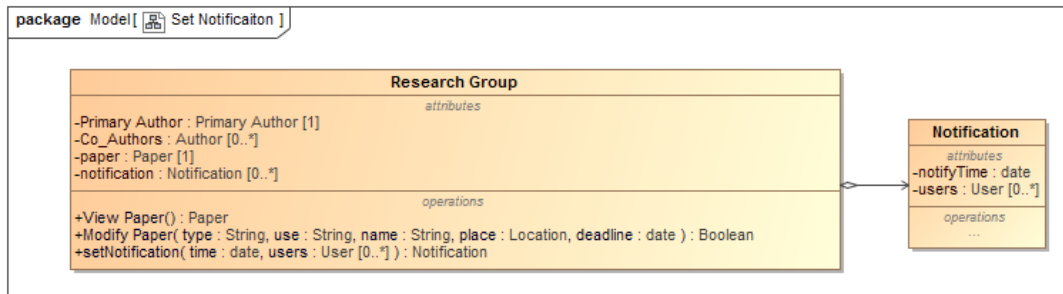 package Model[ Set Notificaiton ]
Research Group
attributes
-Primary Author : Primary Author [1]
-Co_Authors : Author [0..*]
-paper : Paper [1]
-notification : Notification [0..*]
operations
+View Paper() : Paper
+Modify Paper( type : String, use : String, name : String, place : Location, deadline : date ) : Boolean
+setNotification( time : date, users : User [0..*] ) : Notification
Notification
attributes
-notifyTime : date
-users : User [0..*]
operations
...